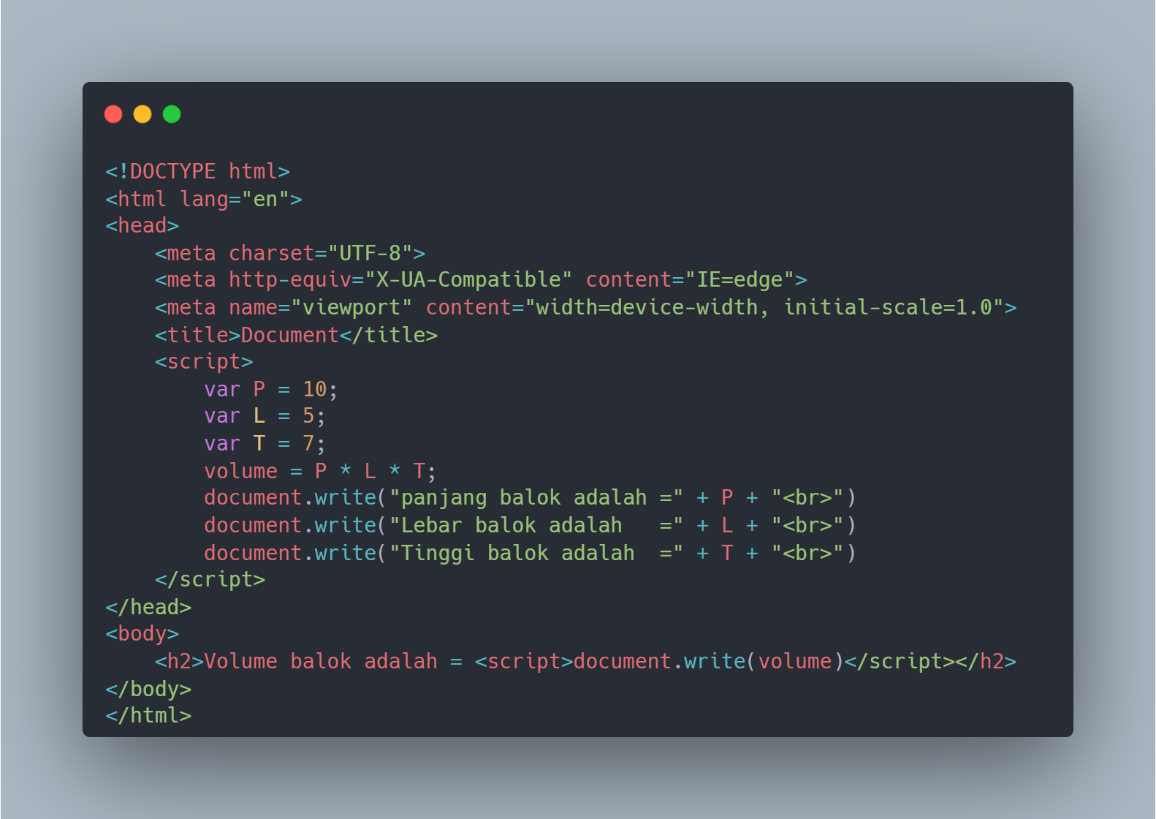 <!DOCTYPE html>
<html lang="en">
<head>
    <meta charset="UTF-8">
    <meta http-equiv="X-UA-Compatible" content="IE=edge">
    <meta name="viewport" content="width=device-width, initial-scale=1.0">
    <title>Document</title>
    <script>
        var P = 10;
        var L = 5;
        var T = 7;
        volume = P * L * T;
        document.write("panjang balok adalah =" + P + "<br>")
        document.write("Lebar balok adalah   =" + L + "<br>")
        document.write("Tinggi balok adalah  =" + T + "<br>")
    </script>
</head>
<body>
    <h2>Volume balok adalah = <script>document.write(volume)</script></h2>
</body>
</html>